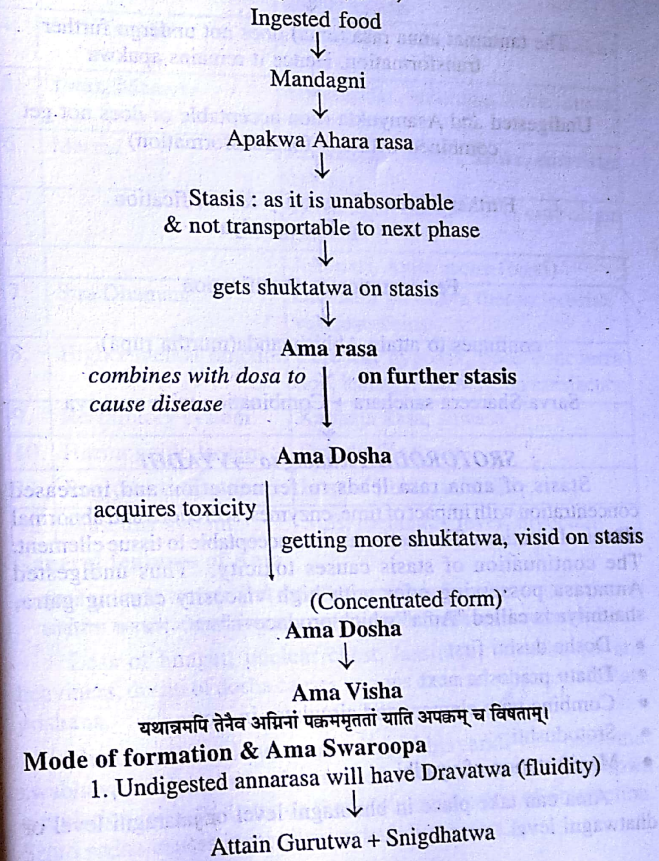 Ingested food
↓
Mandagni
↓
Apakwa Ahara rasa
↓
Stasis : as it is unabsorbable
& not transportable to next phase
↓
gets shuktatwa on stasis
↓
Ama rasa
combines with dosa to on further stasis
cause disease
↓
Ama Dosha
acquires toxicity
getting more shuktatwa, visid on stasis
↓
(Concentrated form)
Ama Dosha
↓
Ama Visha
यथान्नमपि तेनैव अग्निनां पक्वममृततां याति अपक्वम् च विषताम्।
Mode of formation & Ama Swaroopa
1. Undigested annarasa will have Dravatwa (fluidity)
↓
Attain Gurutwa + Snigdhatwa